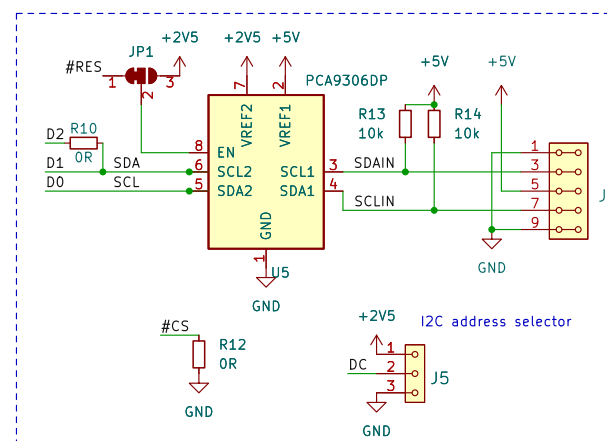 +2V5
+2V5
+5V
JP1
#RES
1
2
3
PCA9306DP
7
2
VREF2
VREF1
D2
R10
0R
D1
SDA
D0
SCL
8
EN
6
SCL2
5
SDA2
SCL1
3
SDA1
4
GND
1
U5
GND
+5V
+5V
R13
10k
R14
10k
SDAIN
SCLIN
1
3
5
7
9
J
GND
#CS
R12
0R
GND
+2V5
I2C address selector
DC
1
2
3
J5
GND